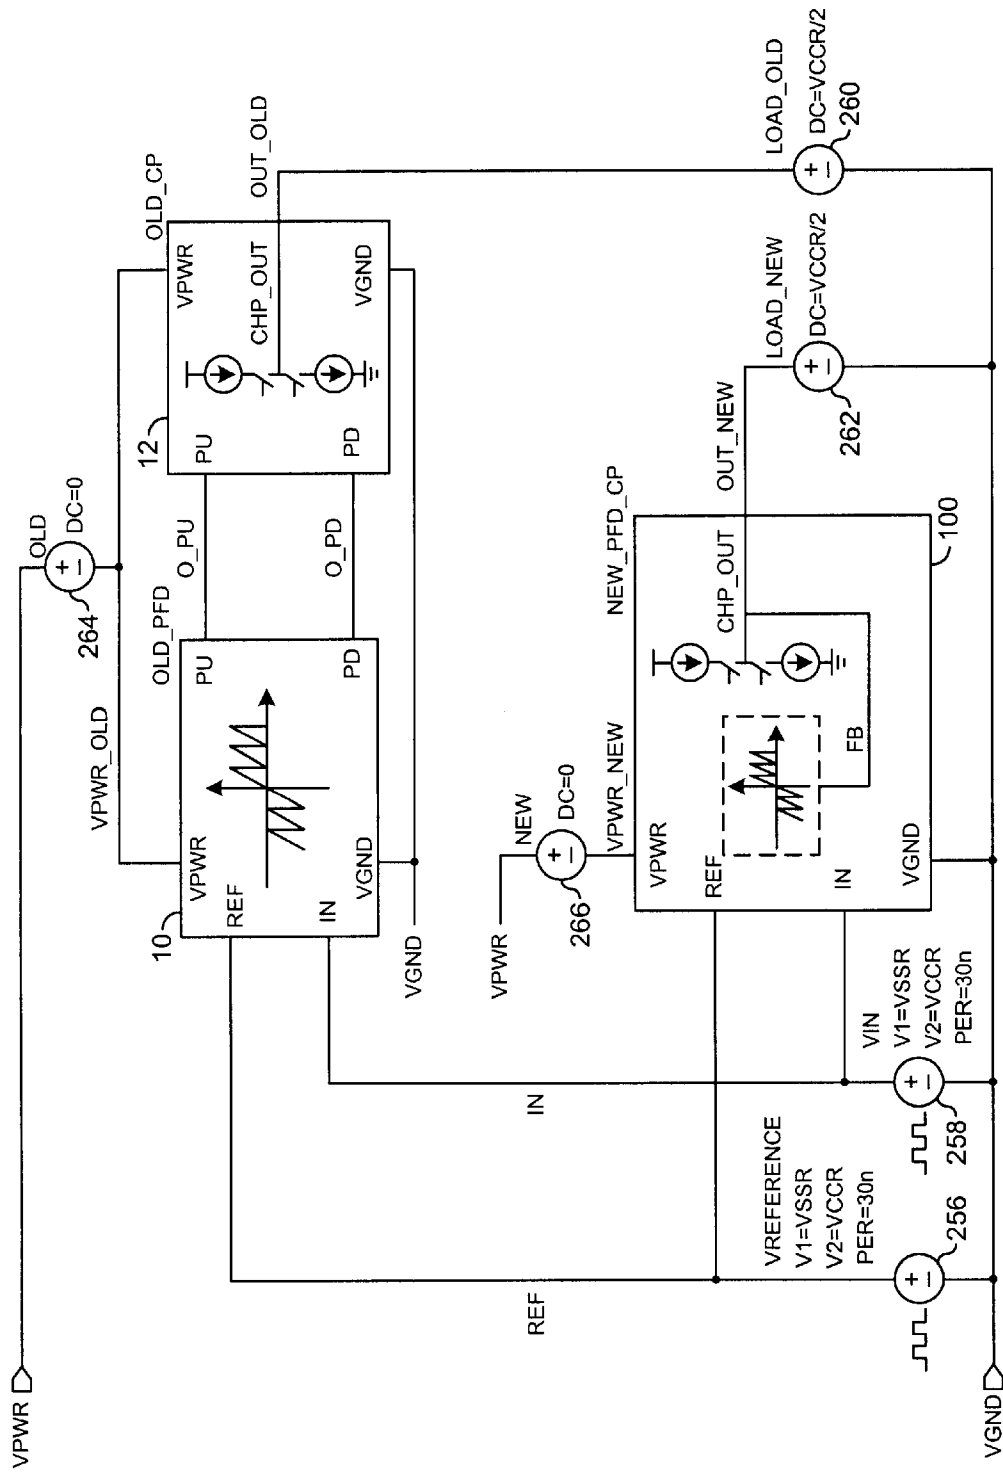 VPWR
OLD
DC=0
264
VPWR_OLD
OLD_PFD
10
VPWR
REF
IN
VGND
PU
PD
O_PU
O_PD
OLD_CP
12
PU
PD
VPWR
CHP_OUT
VGND
OUT_OLD
VGND
VPWR
NEW
DC=0
266
VPWR_NEW
NEW_PFD_CP
VPWR
REF
IN
VGND
CHP_OUT
FB
100
OUT_NEW
LOAD_NEW
DC=VCCR/2
262
LOAD_OLD
DC=VCCR/2
260
REF
IN
VREFERENCE
V1=VSSR
V2=VCCR
PER=30n
256
VIN
V1=VSSR
V2=VCCR
PER=30n
258
VGND